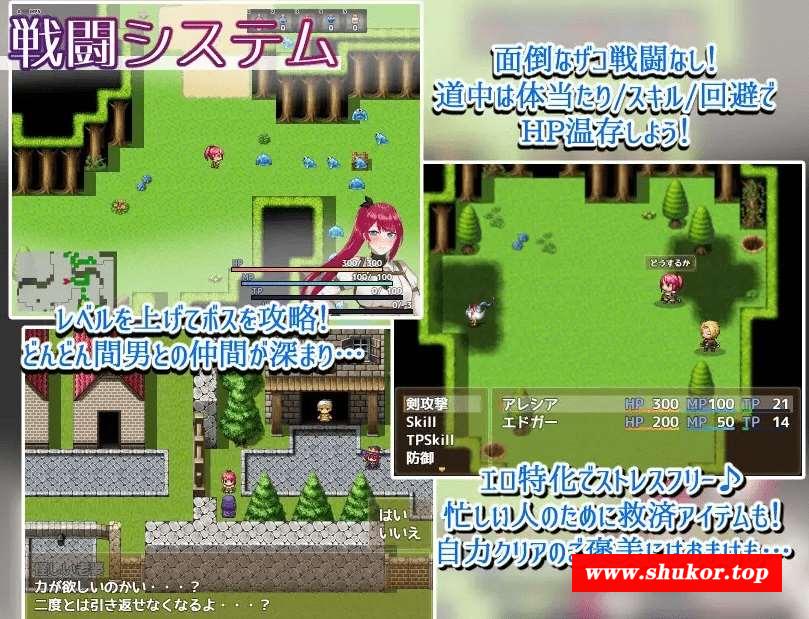 戦闘システム
面倒なザコ戦闘なし!
道中は体当たり/スキル/回避で
HP温存しよう!
HP 300/300
MP 100/100
TP 0/100
レベルを上げてボスを攻略!
どんどん間男との仲間が深まり…
どうするか
剣攻撃
Skill
TPSkill
防御
アレシア HP 300 MP100 TP 21
エドガー HP 200 MP 50 TP 14
はい
いいえ
力が欲しいのかい・・・?
二度とは引き返せなくなるよ・・・?
エロ特化でストレスフリー♪
忙しい人のために救済アイテムも!
自力クリアのご褒美にはおまけも…
www.shukor.top